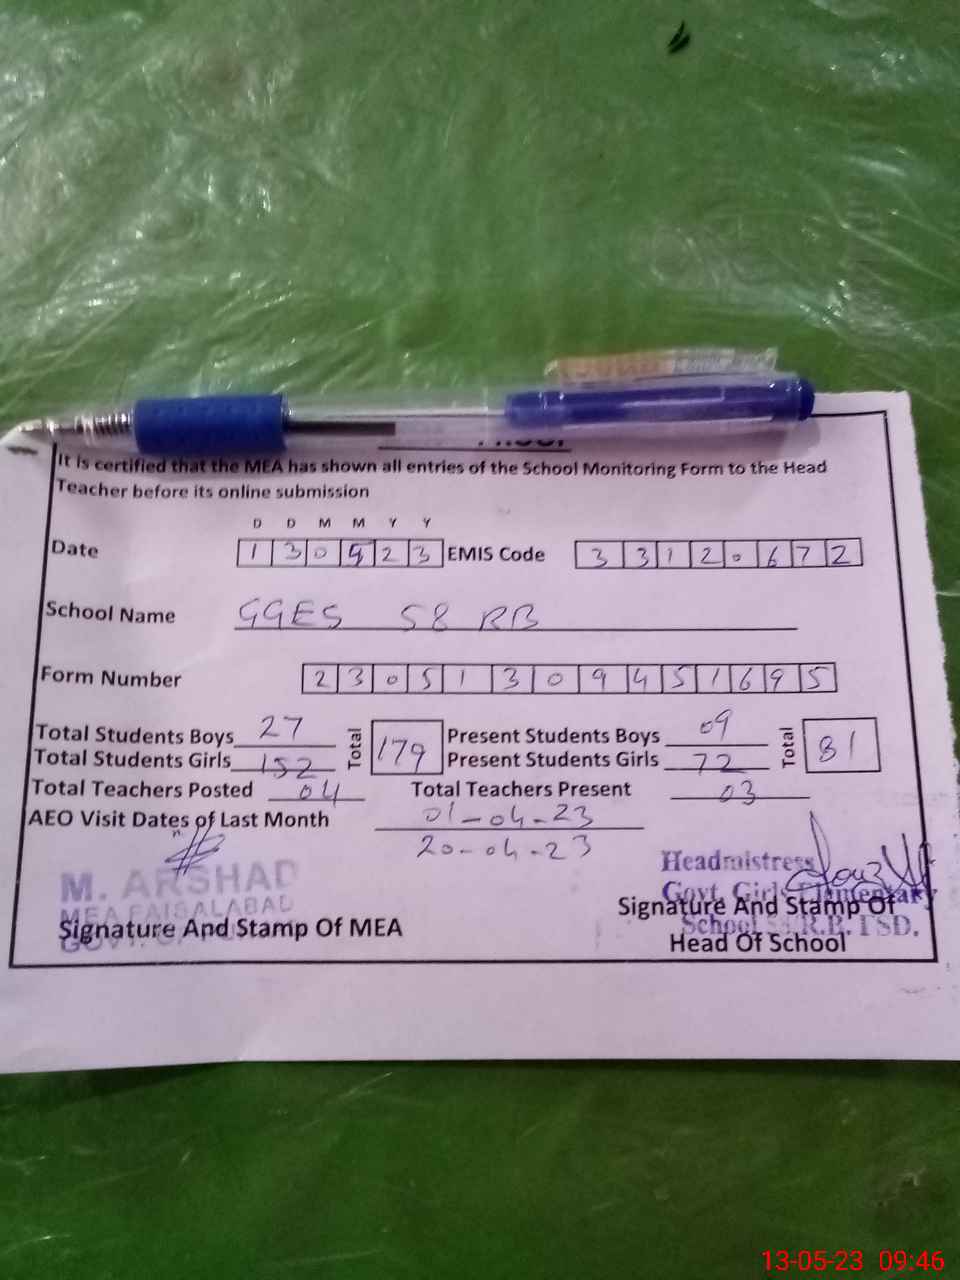 It is certified that the MEA has shown all entries of the School Monitoring Form to the Head
Teacher before its online submission
D D M M Y Y
Date 1 3 0 5 2 3 EMIS Code 3 3 1 2 0 6 7 2
School Name GGES 58 RB
Form Number 2 3 0 5 1 3 0 9 4 5 1 6 9 5
Total Students Boys 27 Total 179 Present Students Boys 09 Total 81
Total Students Girls 152 Present Students Girls 72
Total Teachers Posted 04 Total Teachers Present 03
AEO Visit Dates of Last Month 01-04-23
20-04-23
M. ARSHAD
MEA FAISALABAD
Signature And Stamp Of MEA
Headmistress
Govt. Girls Elementary
Signature And Stamp Of
School R.B. FSD.
Head Of School
13-05-23 09:46